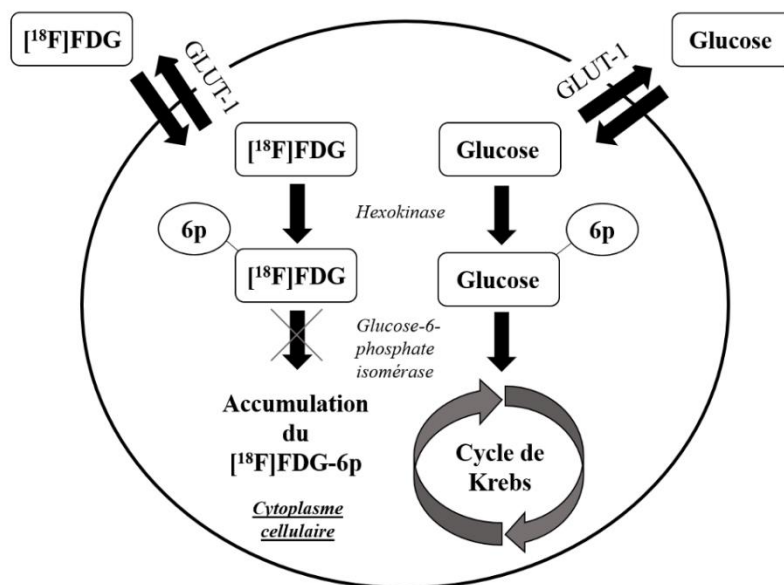 [¹⁸F]FDG
GLUT-1
GLUT-1
Glucose
[¹⁸F]FDG
Glucose
Hexokinase
6p
6p
[¹⁸F]FDG
Glucose
Glucose-6-
phosphate
isomérase
Accumulation
du
[¹⁸F]FDG-6p
Cycle de
Krebs
Cytoplasme
cellulaire